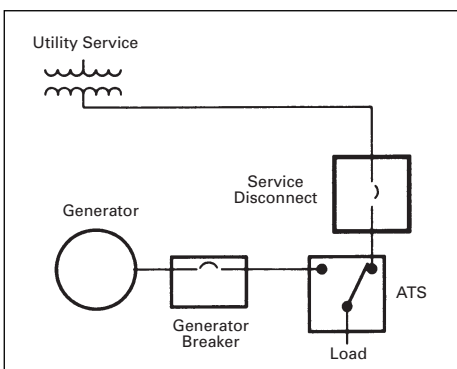 Utility Service
Service
Disconnect
Generator
ATS
Generator
Breaker
Load